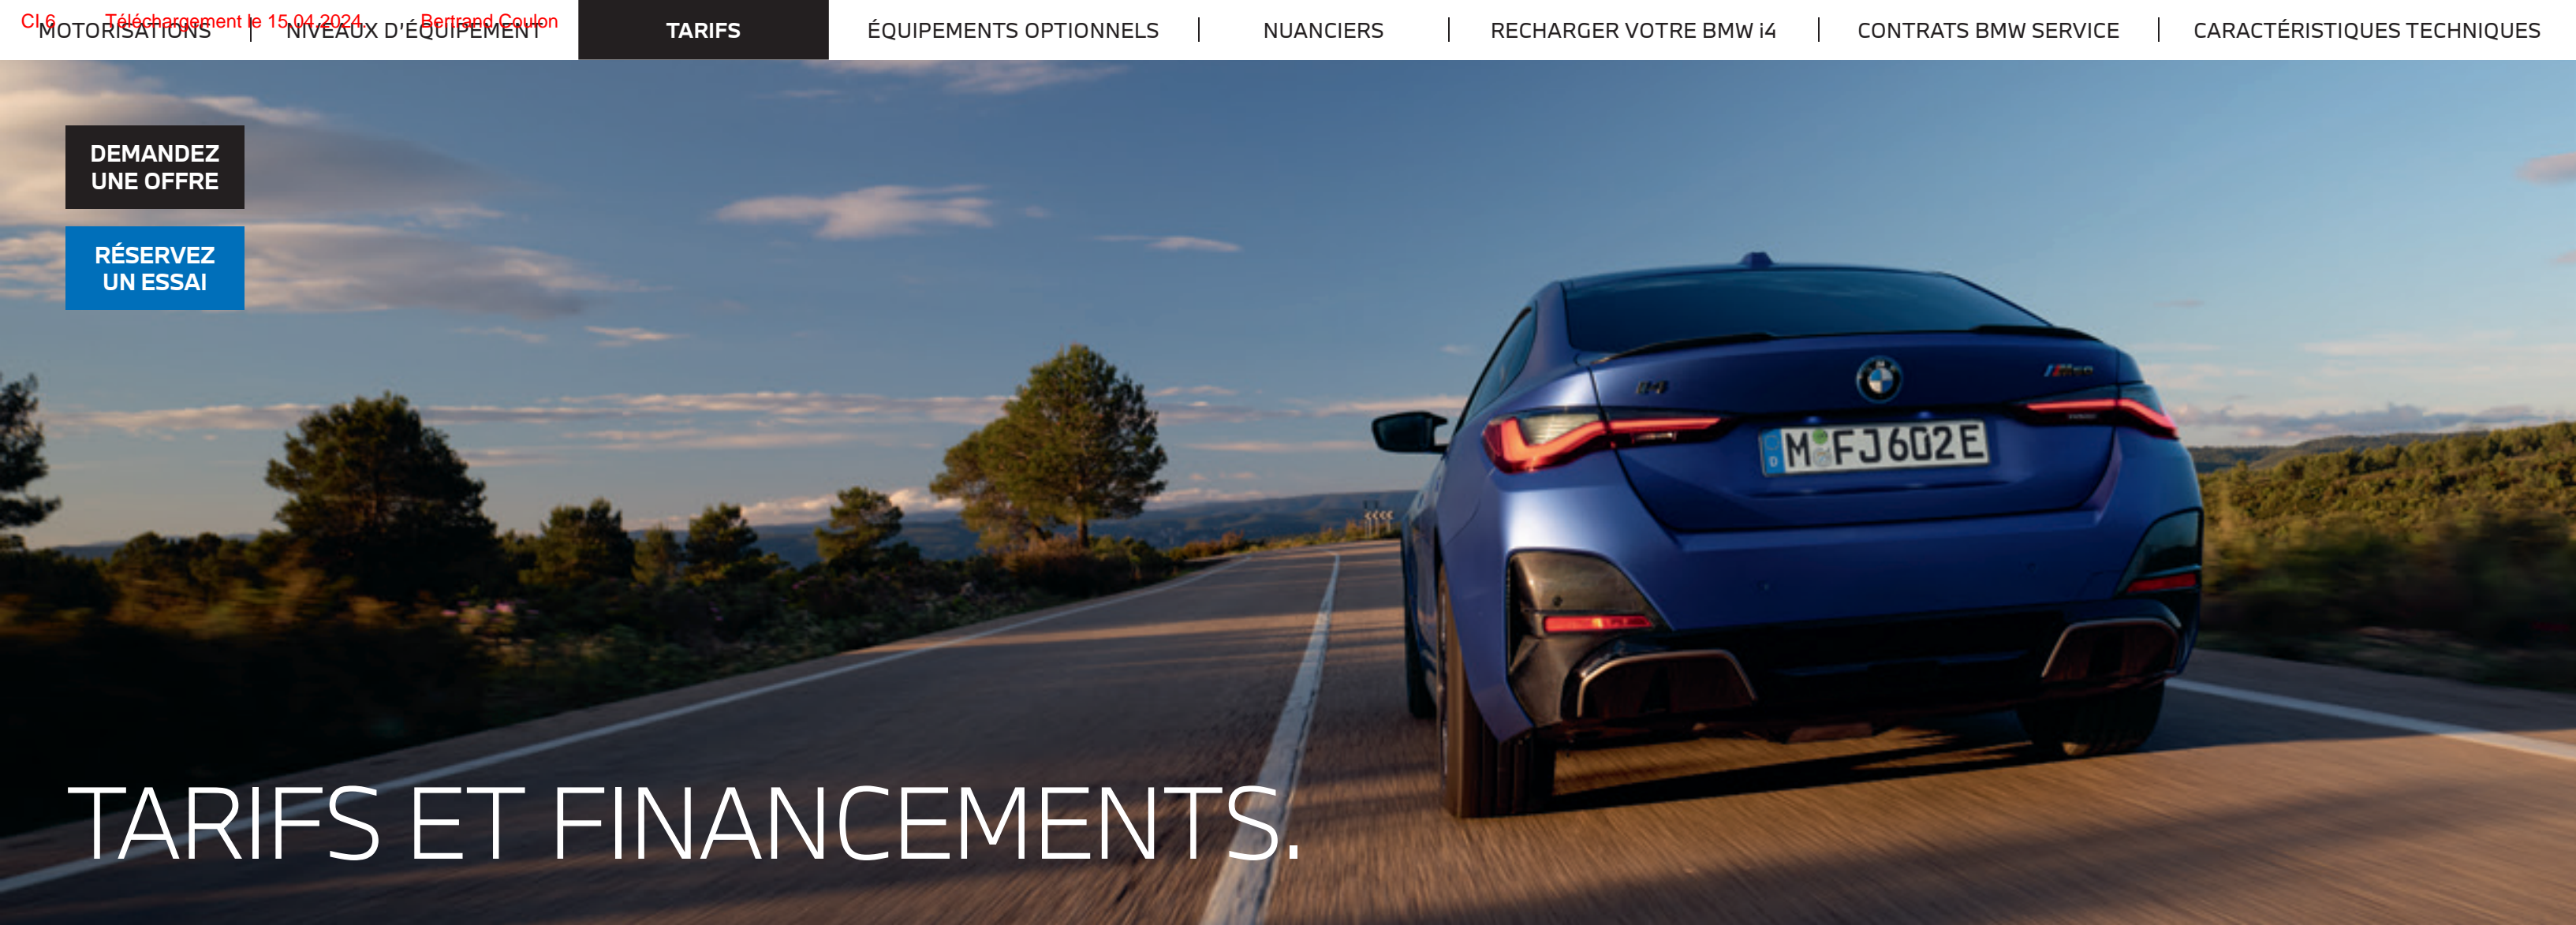 CI.6 Téléchargement le 15.04.2024. Bertrand Coulon
MOTORISATIONS | NIVEAUX D'ÉQUIPEMENT TARIFS ÉQUIPEMENTS OPTIONNELS | NUANCIERS | RECHARGER VOTRE BMW i4 | CONTRATS BMW SERVICE | CARACTÉRISTIQUES TECHNIQUES
DEMANDEZ
UNE OFFRE
RÉSERVEZ
UN ESSAI
i4
M FJ 602E
TARIFS ET FINANCEMENTS.